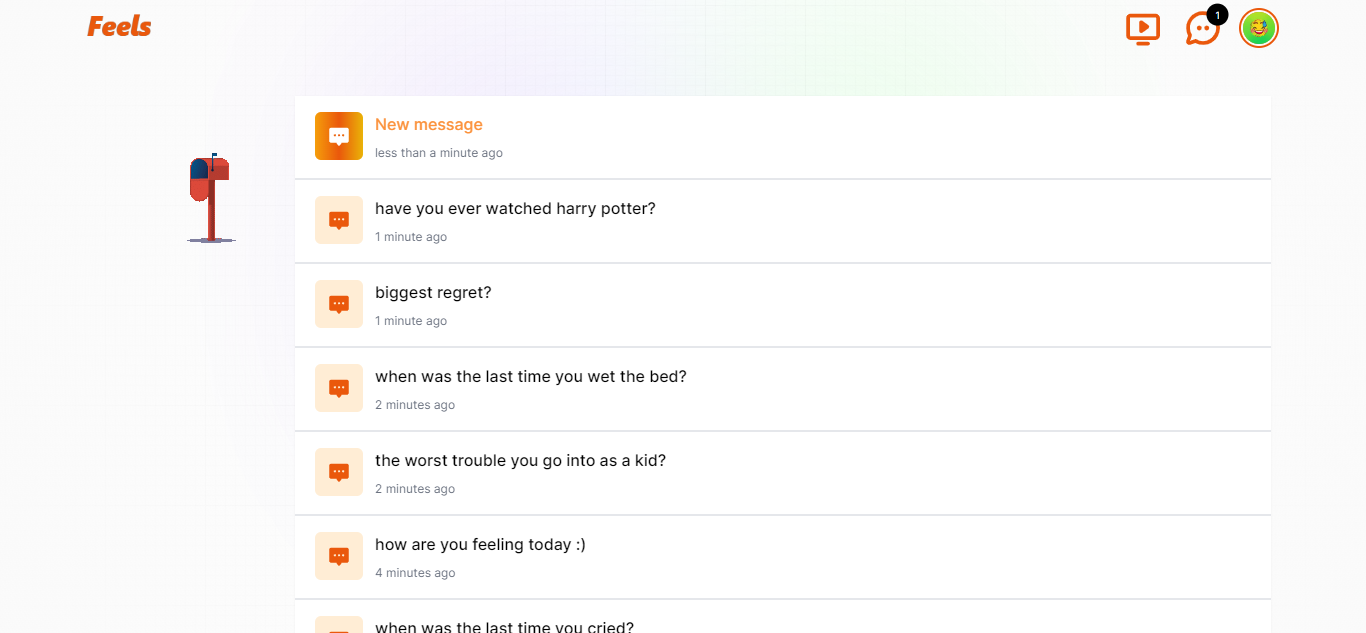 Feels
1
New message
less than a minute ago
have you ever watched harry potter?
1 minute ago
biggest regret?
1 minute ago
when was the last time you wet the bed?
2 minutes ago
the worst trouble you go into as a kid?
2 minutes ago
how are you feeling today :)
4 minutes ago
when was the last time you cried?